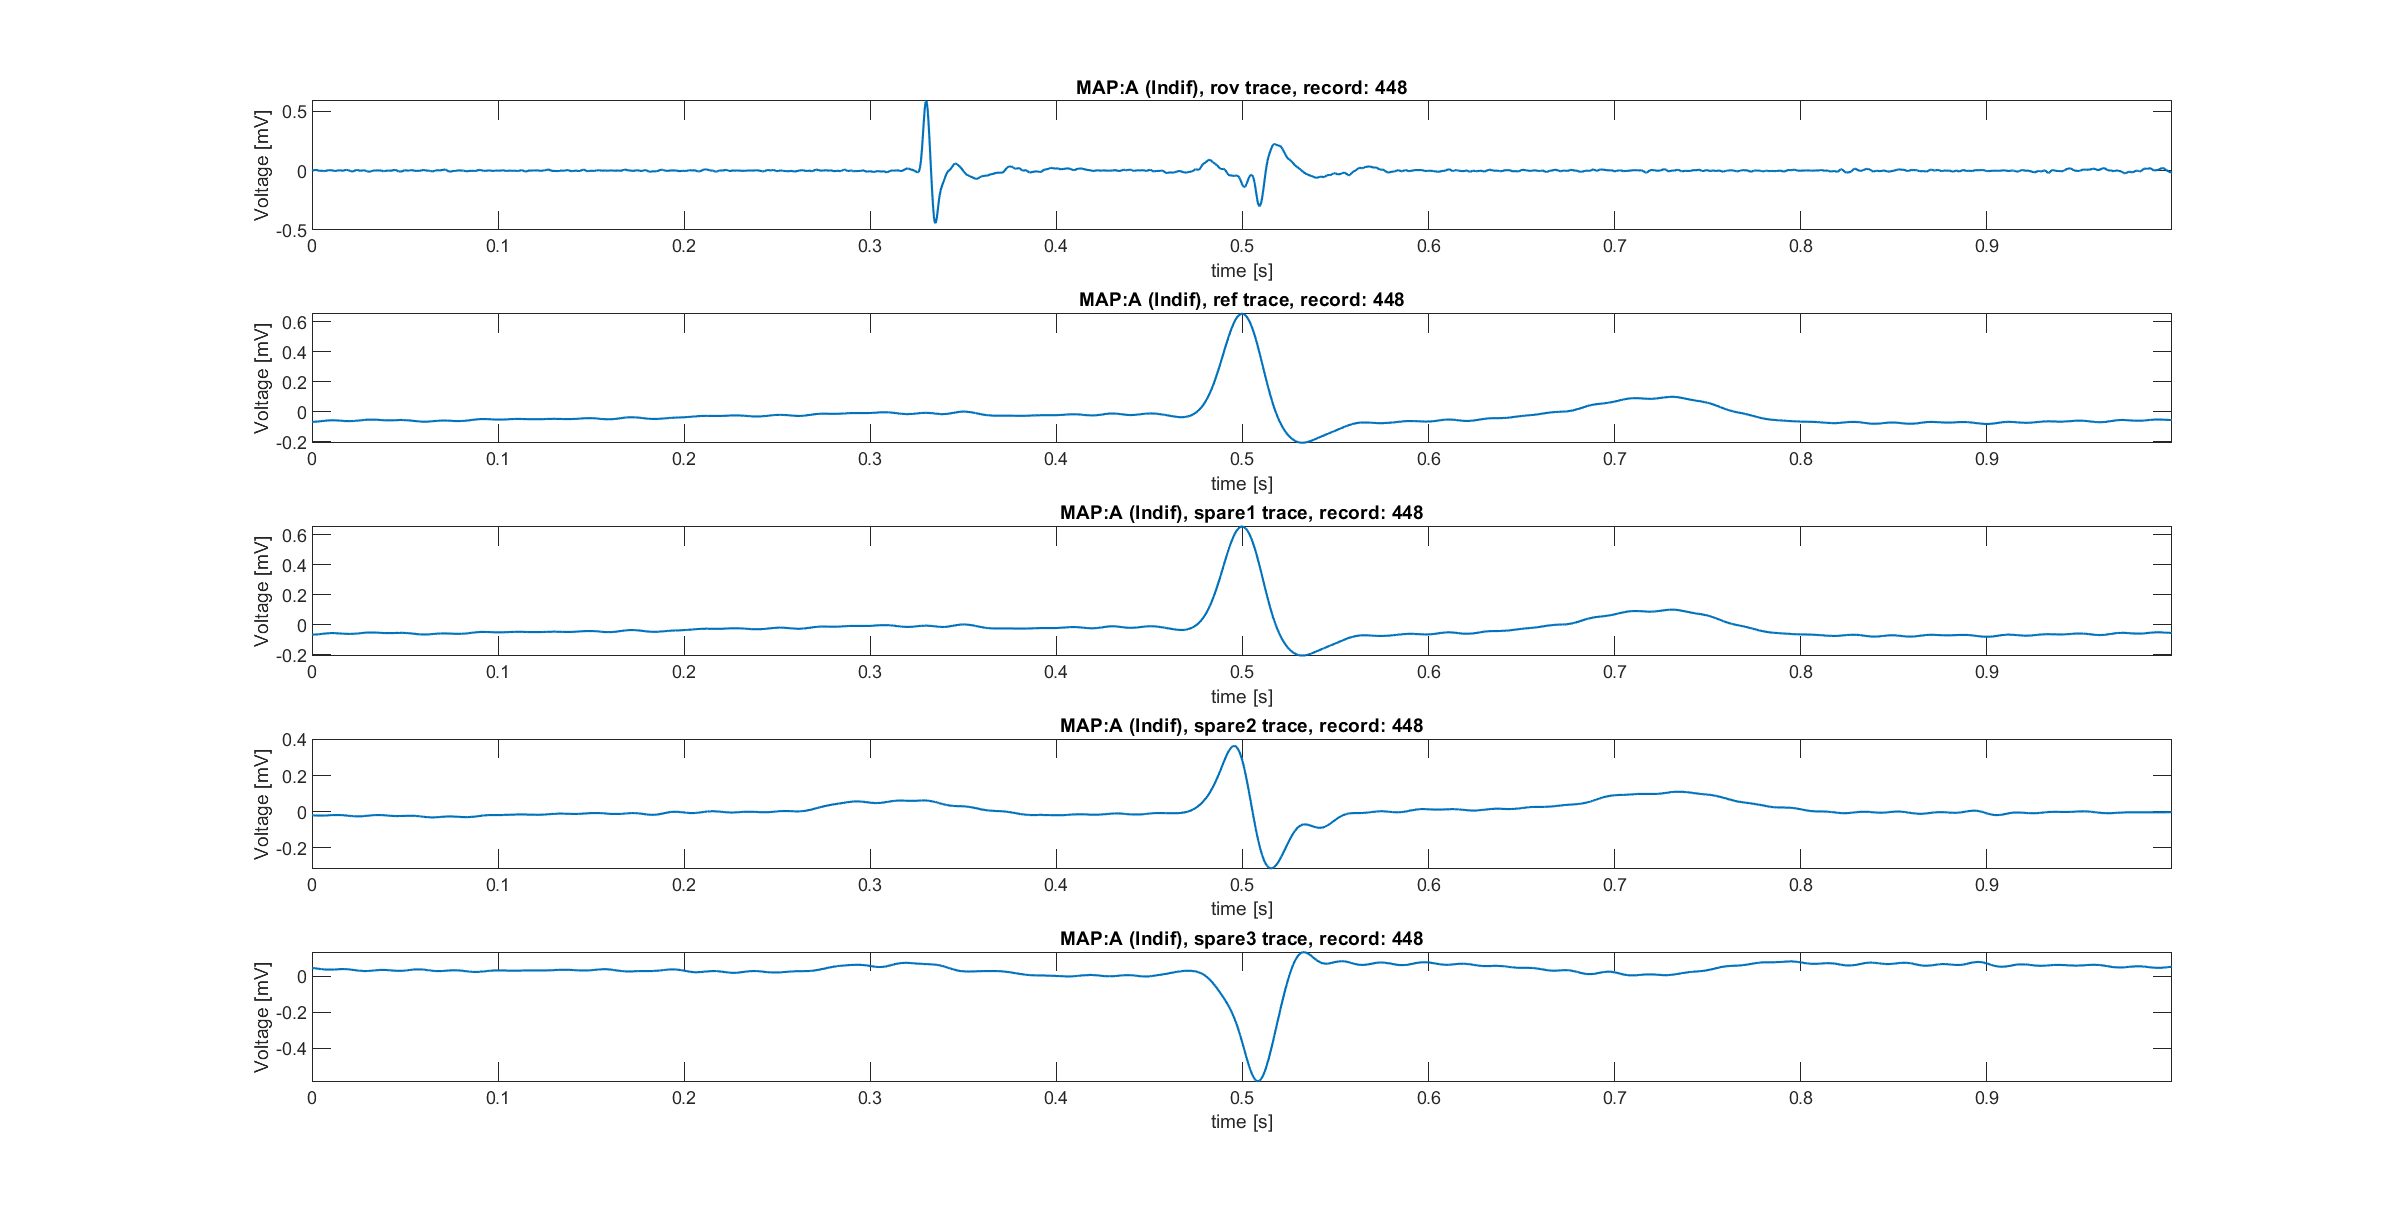 MAP:A (Indif), rov trace, record: 448
Voltage [mV]
0.5
0
-0.5
0 0.1 0.2 0.3 0.4 0.5 0.6 0.7 0.8 0.9
time [s]
MAP:A (Indif), ref trace, record: 448
Voltage [mV]
0.6
0.4
0.2
0
-0.2
0 0.1 0.2 0.3 0.4 0.5 0.6 0.7 0.8 0.9
time [s]
MAP:A (Indif), spare1 trace, record: 448
Voltage [mV]
0.6
0.4
0.2
0
-0.2
0 0.1 0.2 0.3 0.4 0.5 0.6 0.7 0.8 0.9
time [s]
MAP:A (Indif), spare2 trace, record: 448
Voltage [mV]
0.4
0.2
0
-0.2
0 0.1 0.2 0.3 0.4 0.5 0.6 0.7 0.8 0.9
time [s]
MAP:A (Indif), spare3 trace, record: 448
Voltage [mV]
0
-0.2
-0.4
0 0.1 0.2 0.3 0.4 0.5 0.6 0.7 0.8 0.9
time [s]